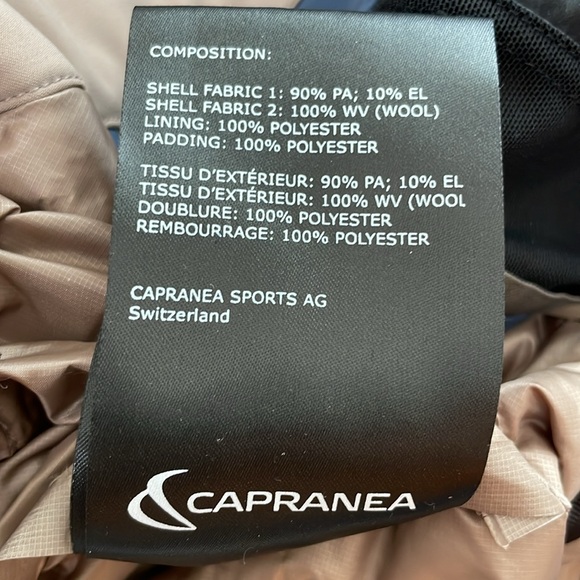 COMPOSITION:
SHELL FABRIC 1: 90% PA; 10% EL
SHELL FABRIC 2: 100% WV (WOOL)
LINING: 100% POLYESTER
PADDING: 100% POLYESTER
TISSU D'EXTÉRIEUR: 90% PA; 10% EL
TISSU D'EXTÉRIEUR: 100% WV (WOOL
DOUBLURE: 100% POLYESTER
REMBOURRAGE: 100% POLYESTER
CAPRANEA SPORTS AG
Switzerland
CAPRANEA